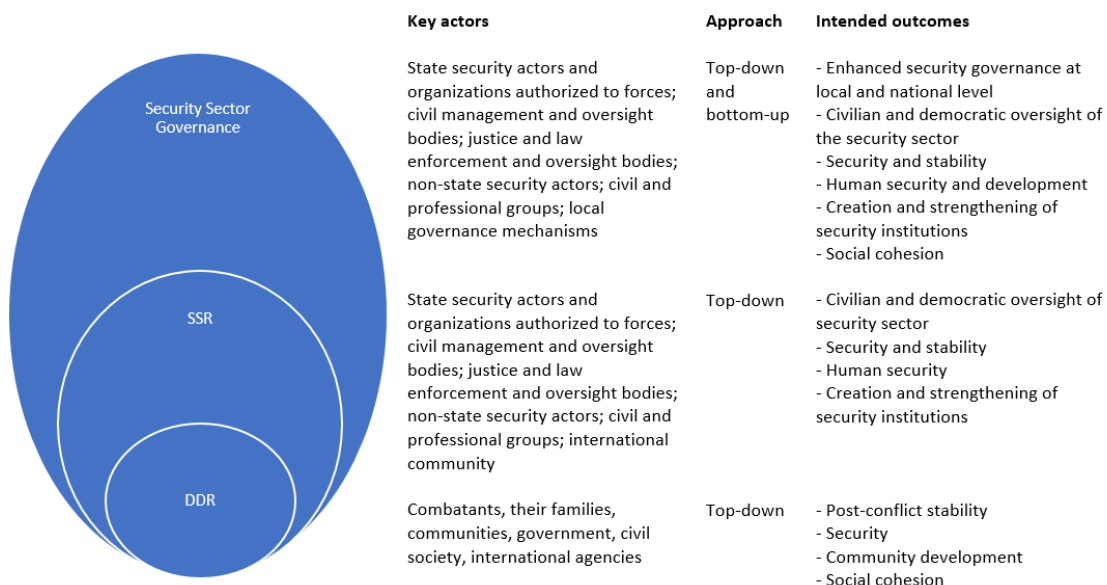 Key actors
Approach
Intended outcomes
Security Sector
Governance
State security actors and
organizations authorized to forces;
civil management and oversight
bodies; justice and law
enforcement and oversight bodies;
non-state security actors; civil and
professional groups; local
governance mechanisms
Top-down
and
bottom-up
- Enhanced security governance at
local and national level
- Civilian and democratic oversight of
the security sector
- Security and stability
- Human security and development
- Creation and strengthening of
security institutions
- Social cohesion
SSR
State security actors and
organizations authorized to forces;
civil management and oversight
bodies; justice and law
enforcement and oversight bodies;
non-state security actors; civil and
professional groups; international
community
Top-down
- Civilian and democratic oversight of
security sector
- Security and stability
- Human security
- Creation and strengthening of
security institutions
DDR
Combatants, their families,
communities, government, civil
society, international agencies
Top-down
- Post-conflict stability
- Security
- Community development
- Social cohesion